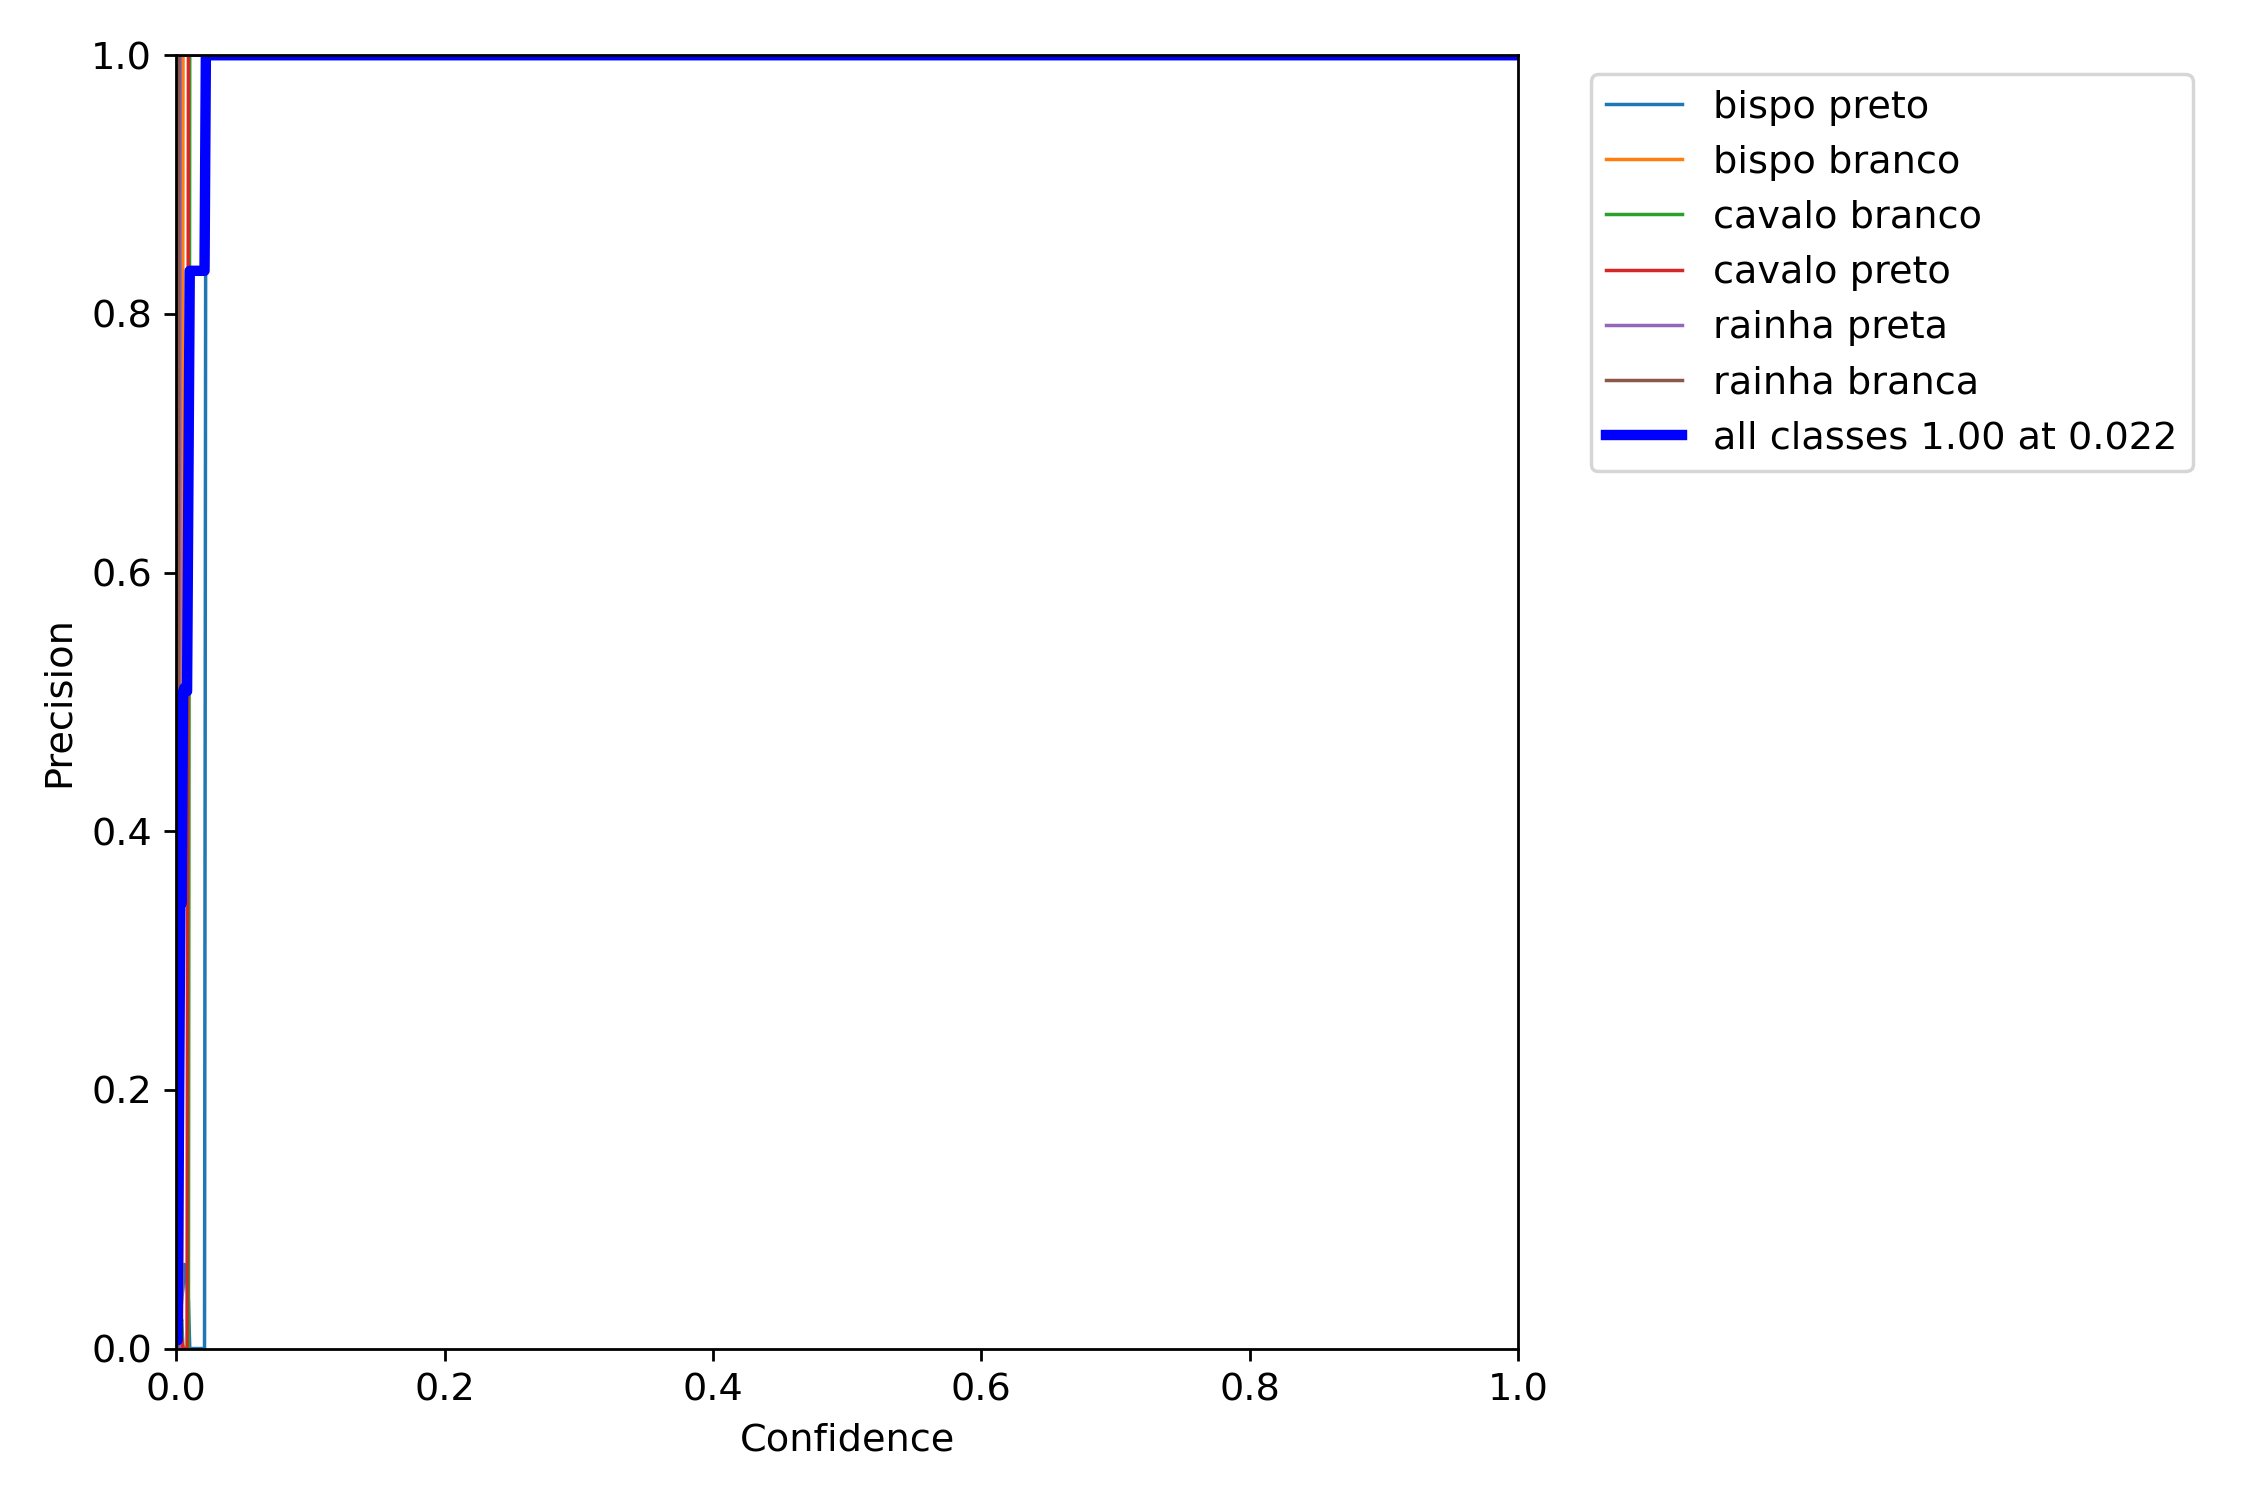 1.0
0.8
0.6
0.4
0.2
0.0
Precision
0.0 0.2 0.4 0.6 0.8 1.0
Confidence
bispo preto
bispo branco
cavalo branco
cavalo preto
rainha preta
rainha branca
all classes 1.00 at 0.022